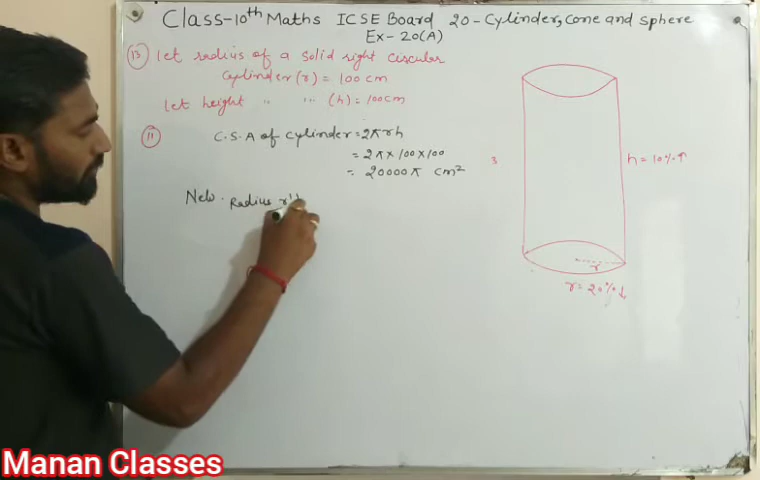 Class-10th Maths ICSE Board 20-Cylinder, Cone and sphere
Ex-20(A)
(13) let radius of a solid right circular
cylinder (r) = 100 cm
let height " " (h) = 100 cm
(11) C.S.A of cylinder = 2πrh
= 2π×100×100
= 20000π cm²
New. Radius r'
3
h = 10%↑
r
r = 20%↓
Manan Classes